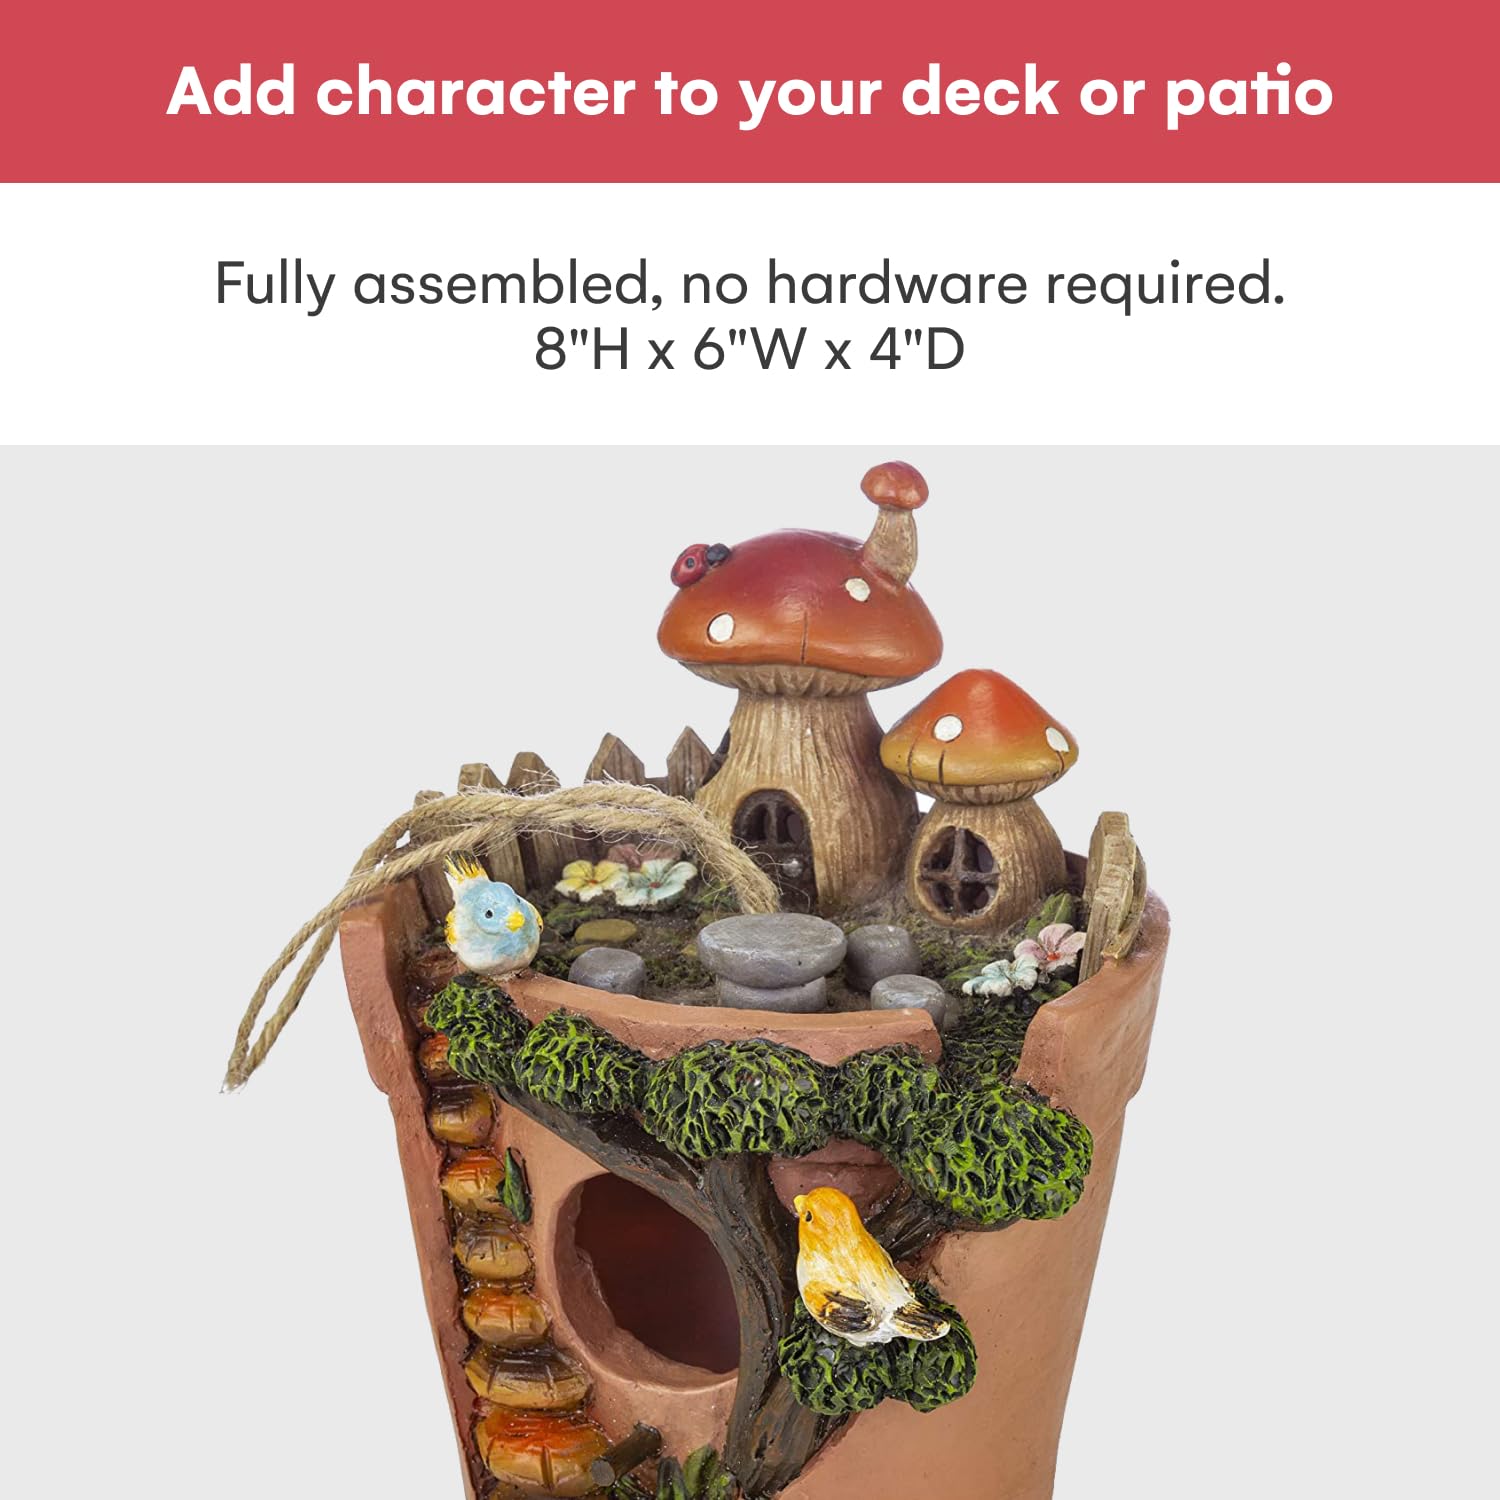 Add character to your deck or patio
Fully assembled, no hardware required.
8"H x 6"W x 4"D